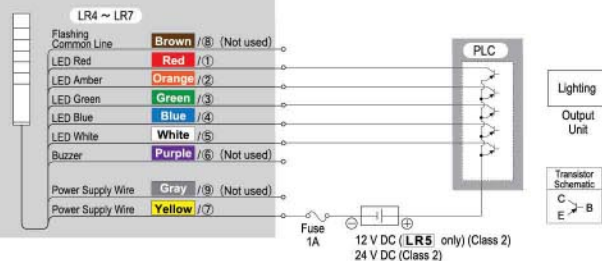 LR4 ~ LR7
Flashing
Common Line Brown /⑧ (Not used)
LED Red Red /①
LED Amber Orange /②
LED Green Green /③
LED Blue Blue /④
LED White White /⑤
Buzzer Purple /⑥ (Not used)
Power Supply Wire Gray /⑨ (Not used)
Power Supply Wire Yellow /⑦
Fuse
1A
⊖ ⊕
12 V DC (LR5 only) (Class 2)
24 V DC (Class 2)
PLC
Lighting
Output
Unit
Transistor
Schematic
C
B
E